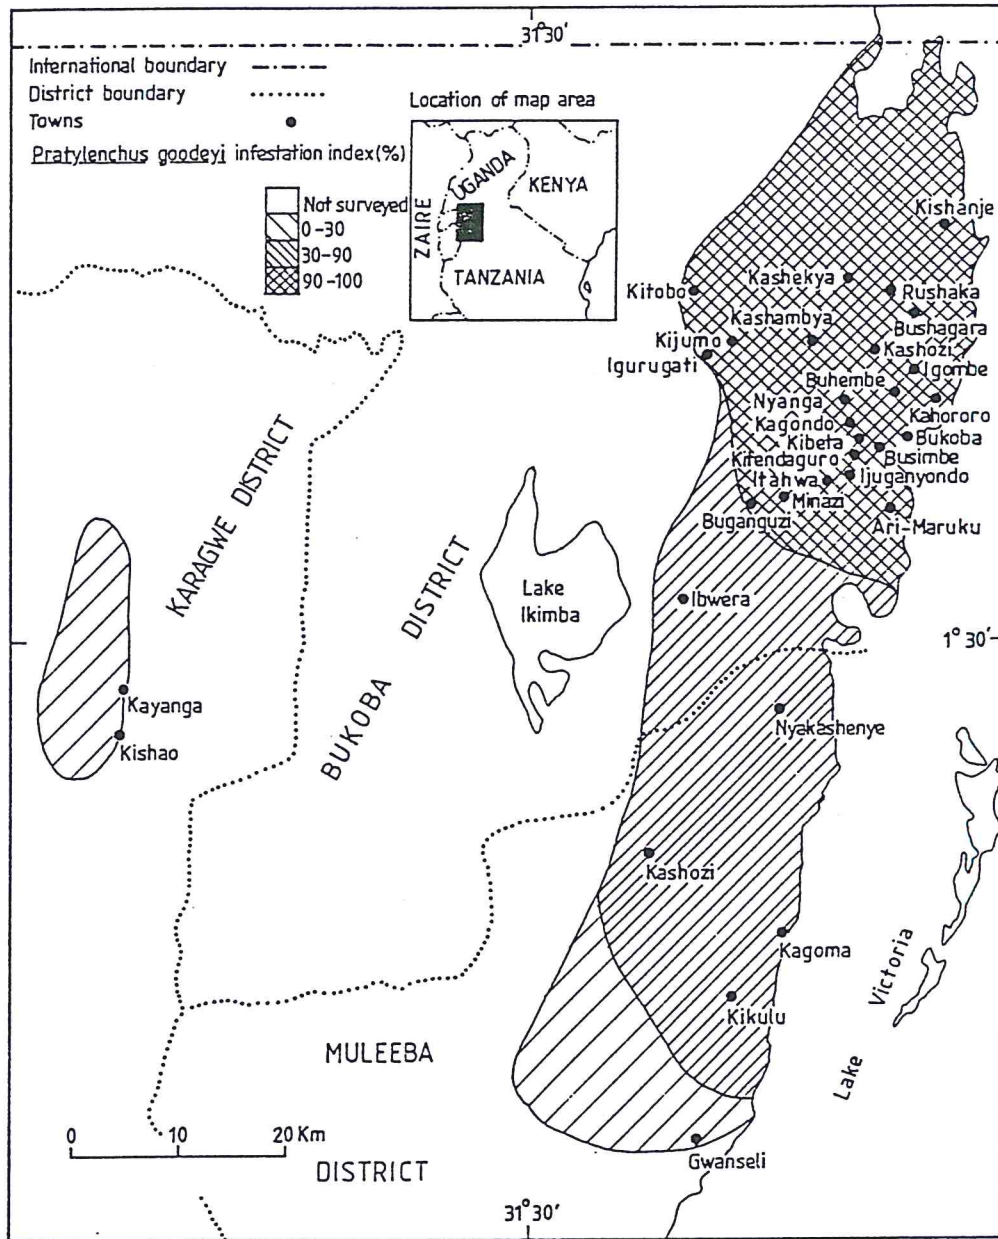 31°30'
International boundary
District boundary
Towns
Pratylenchus goodeyi infestation index(%)
Not surveyed
0-30
30-90
90-100
Location of map area
UGANDA
KENYA
ZAIRE
TANZANIA
Kishanje
Kitobo
Kashekya
Rushaka
Kashambya
Bushagara
Kijumo
Kashozi
Igurugati
Igombe
Buhembe
Nyanga
Kahororo
Kagondo
Bukoba
Kibeta
Kitendaguro
Busimbe
Itahwa
Ijuganyondo
Minazi
Buganguzi
Ari-Maruku
KARAGWE DISTRICT
BUKOBA DISTRICT
Lake
Ikimba
Ibwera
1°30'
Kayanga
Kishao
Nyakashenye
Kashozi
Kagoma
Kikulu
Lake Victoria
MULEEBA
DISTRICT
0 10 20 Km
Gwanseli
31°30'